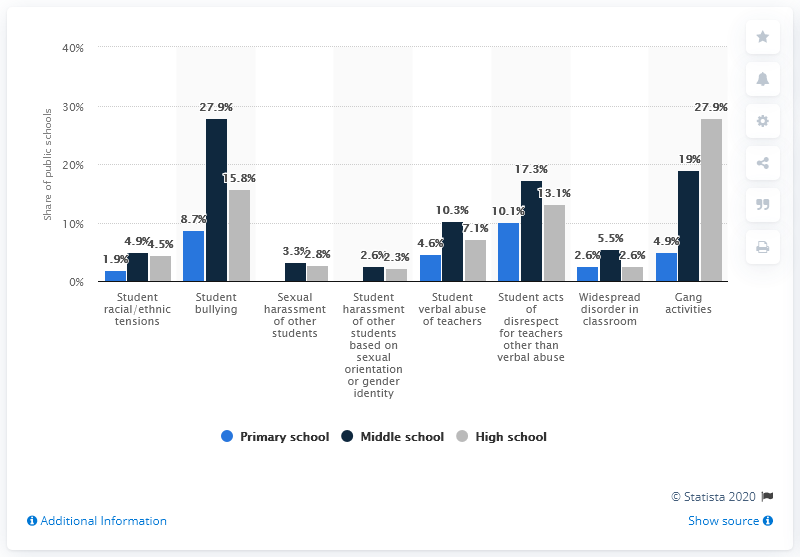 Share of public schools
40%
30%
20%
10%
0%
1.9%
4.9%
4.5%
8.7%
27.9%
15.8%
3.3%
2.8%
2.6%
2.3%
4.6%
10.3%
7.1%
10.1%
17.3%
13.1%
2.6%
5.5%
2.6%
4.9%
19%
27.9%
Student
racial/ethnic
tensions
Student
bullying
Sexual
harassment
of other
students
Student
harassment
of other
students
based on
sexual
orientation
or gender
identity
Student
verbal abuse
of teachers
Student acts
of
disrespect
for teachers
other than
verbal abuse
Widespread
disorder in
classroom
Gang
activities
Primary school
Middle school
High school
© Statista 2020
Additional Information
Show source